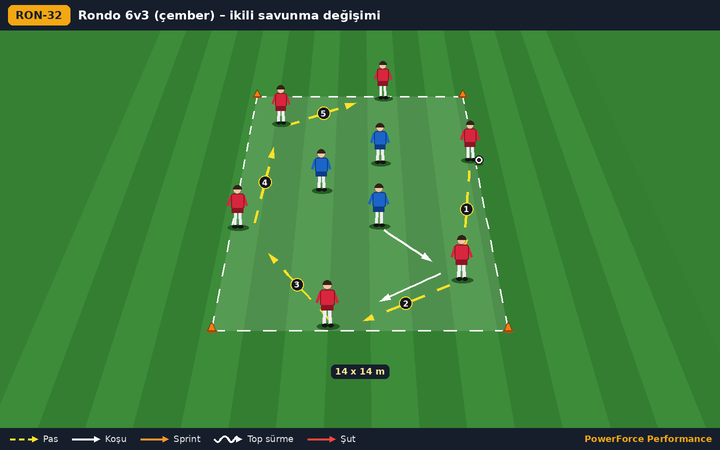 RON-32 Rondo 6v3 (çember) – ikili savunma değişimi
5
4
1
3
2
14 x 14 m
Pas Koşu Sprint Top sürme Şut PowerForce Performance